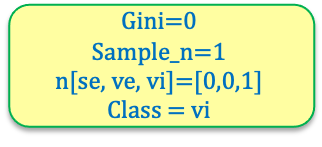 Gini=0
Sample_n=1
n[se, ve, vi]=[0,0,1]
Class = vi